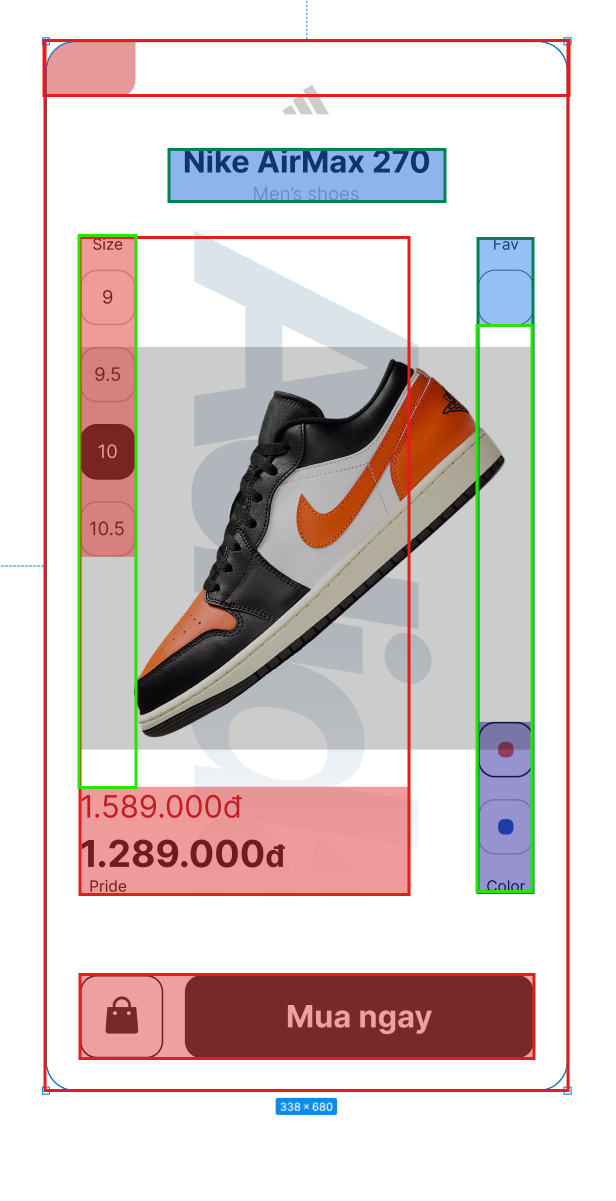 Nike AirMax 270
Men's shoes
Size
Fav
9
9.5
10
10.5
1.589.000đ
1.289.000đ
Pride
Color
Mua ngay
338 × 680